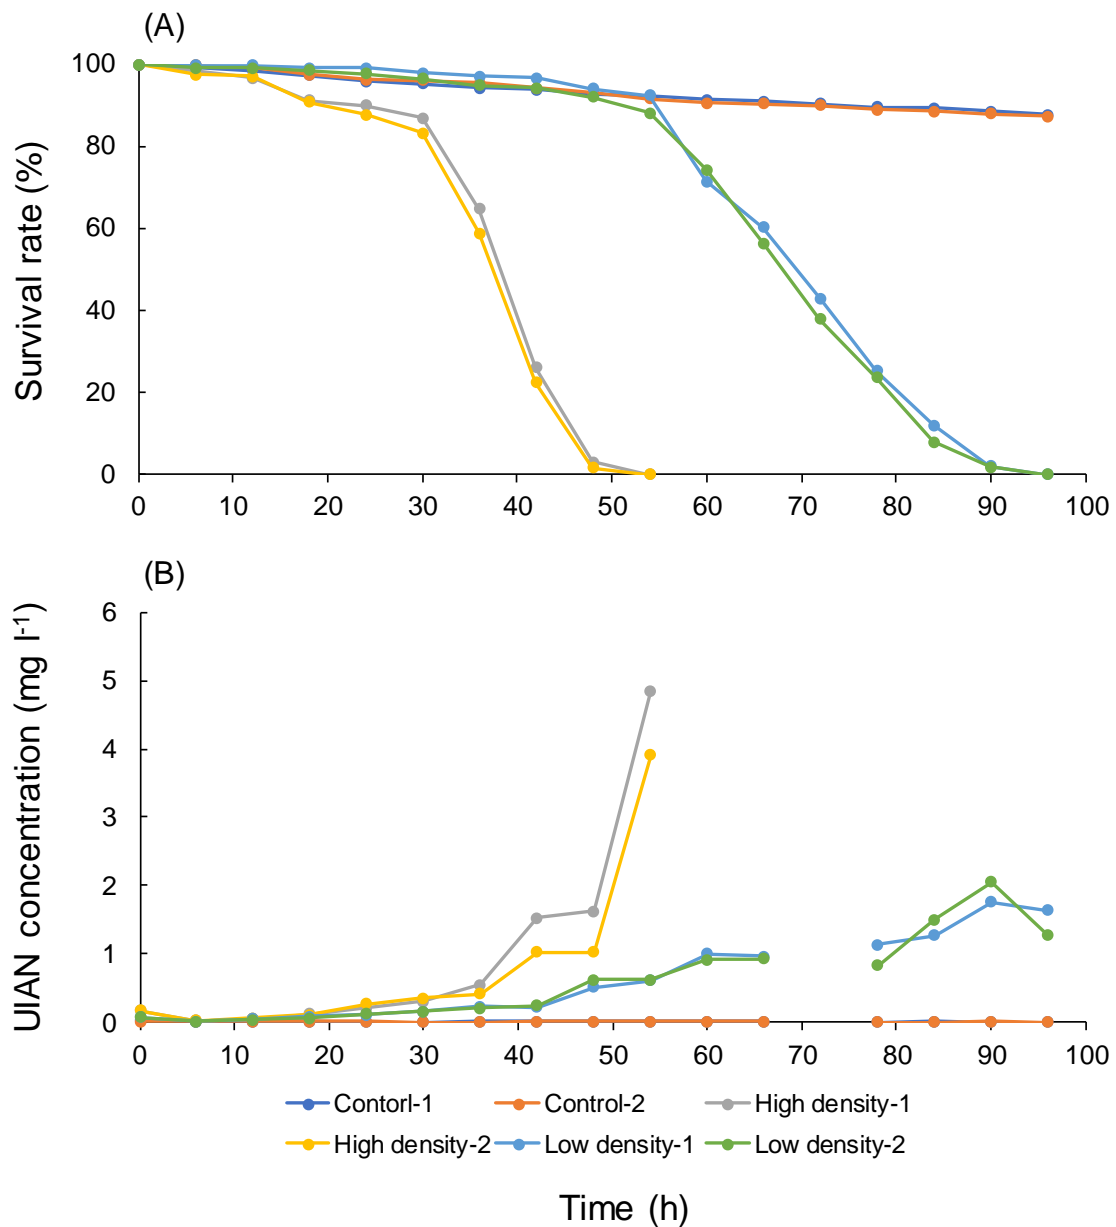 (A)
Survival rate (%)
100
80
60
40
20
0
0 10 20 30 40 50 60 70 80 90 100
(B)
UIAN concentration (mg l-1)
6
5
4
3
2
1
0
0 10 20 30 40 50 60 70 80 90 100
Contorl-1 Control-2 High density-1
High density-2 Low density-1 Low density-2
Time (h)